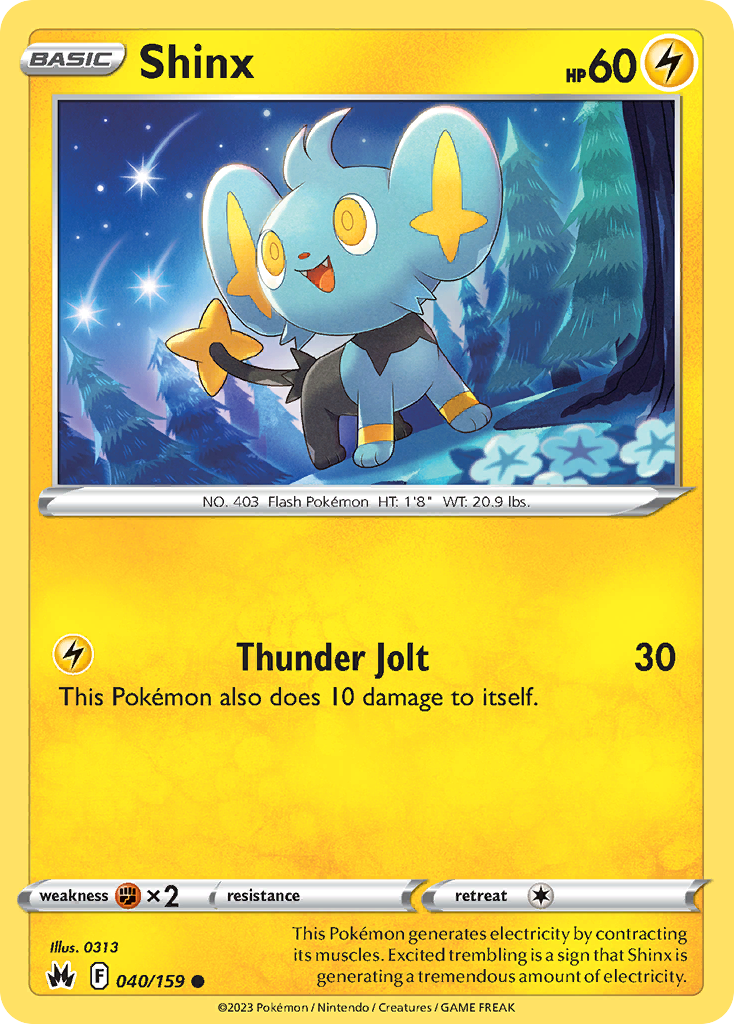 BASIC Shinx HP 60
NO. 403 Flash Pokémon HT: 1'8" WT: 20.9 lbs.
Thunder Jolt 30
This Pokémon also does 10 damage to itself.
weakness ×2 resistance retreat
Illus. 0313
This Pokémon generates electricity by contracting
its muscles. Excited trembling is a sign that Shinx is
generating a tremendous amount of electricity.
F 040/159
©2023 Pokémon / Nintendo / Creatures / GAME FREAK